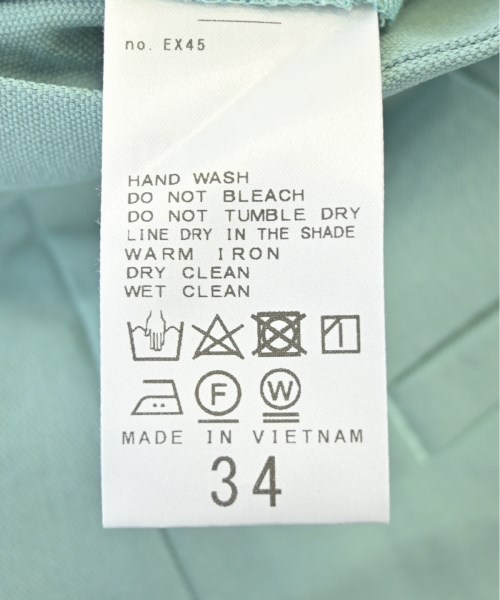 no. EX45
HAND WASH
DO NOT BLEACH
DO NOT TUMBLE DRY
LINE DRY IN THE SHADE
WARM IRON
DRY CLEAN
WET CLEAN
F W
MADE IN VIETNAM
34